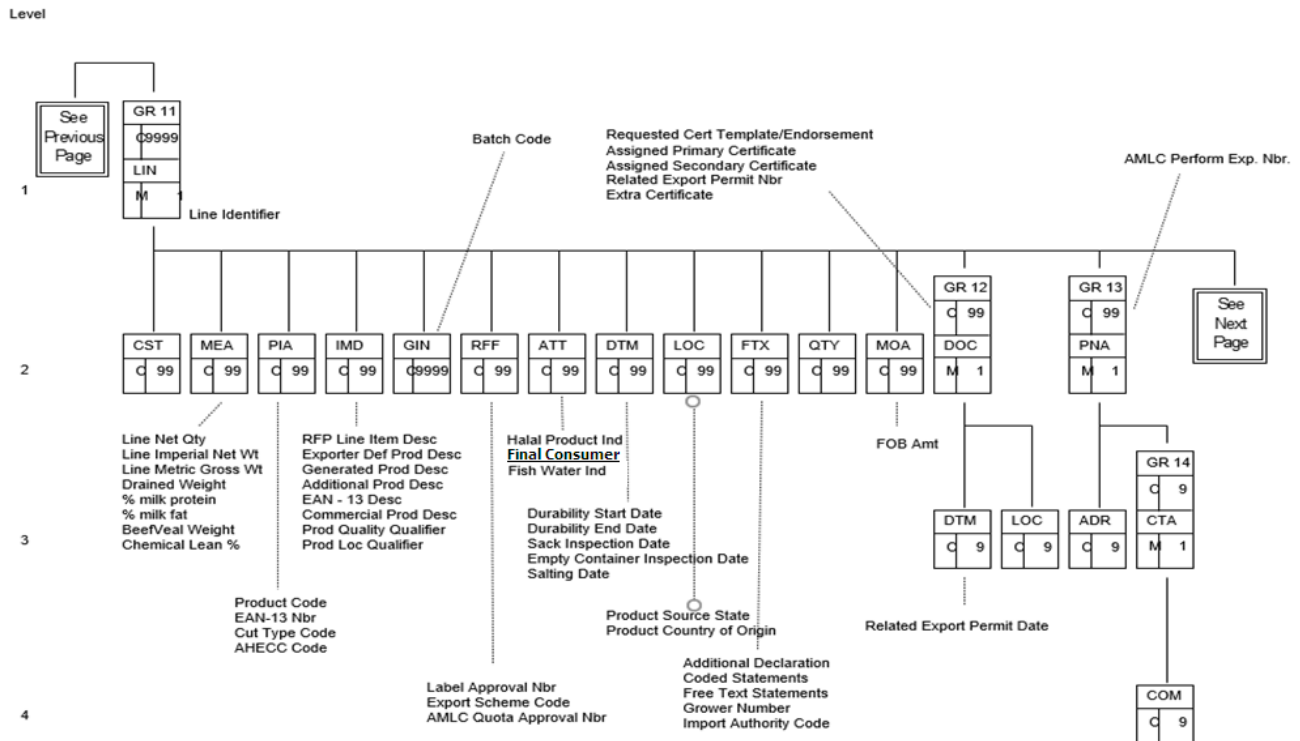 Level
See
Previous
Page
GR 11
C9999
LIN
M 1
Line Identifier
1
Batch Code
Requested Cert Template/Endorsement
Assigned Primary Certificate
Assigned Secondary Certificate
Related Export Permit Nbr
Extra Certificate
AMLC Perform Exp. Nbr.
GR 12
C 99
DOC
M 1
GR 13
C 99
PNA
M 1
See
Next
Page
2
CST
C 99
MEA
C 99
PIA
C 99
IMD
C 99
GIN
C9999
RFF
C 99
ATT
C 99
DTM
C 99
LOC
C 99
FTX
C 99
QTY
C 99
MOA
C 99
Line Net Qty
Line Imperial Net Wt
Line Metric Gross Wt
Drained Weight
% milk protein
% milk fat
BeefVeal Weight
Chemical Lean %
RFP Line Item Desc
Exporter Def Prod Desc
Generated Prod Desc
Additional Prod Desc
EAN - 13 Desc
Commercial Prod Desc
Prod Quality Qualifier
Prod Loc Qualifier
Halal Product Ind
Final Consumer
Fish Water Ind
FOB Amt
3
Durability Start Date
Durability End Date
Sack Inspection Date
Empty Container Inspection Date
Salting Date
DTM
C 9
LOC
C 9
ADR
C 9
GR 14
C 9
CTA
M 1
Product Code
EAN-13 Nbr
Cut Type Code
AHECC Code
Product Source State
Product Country of Origin
Related Export Permit Date
4
Label Approval Nbr
Export Scheme Code
AMLC Quota Approval Nbr
Additional Declaration
Coded Statements
Free Text Statements
Grower Number
Import Authority Code
COM
C 9